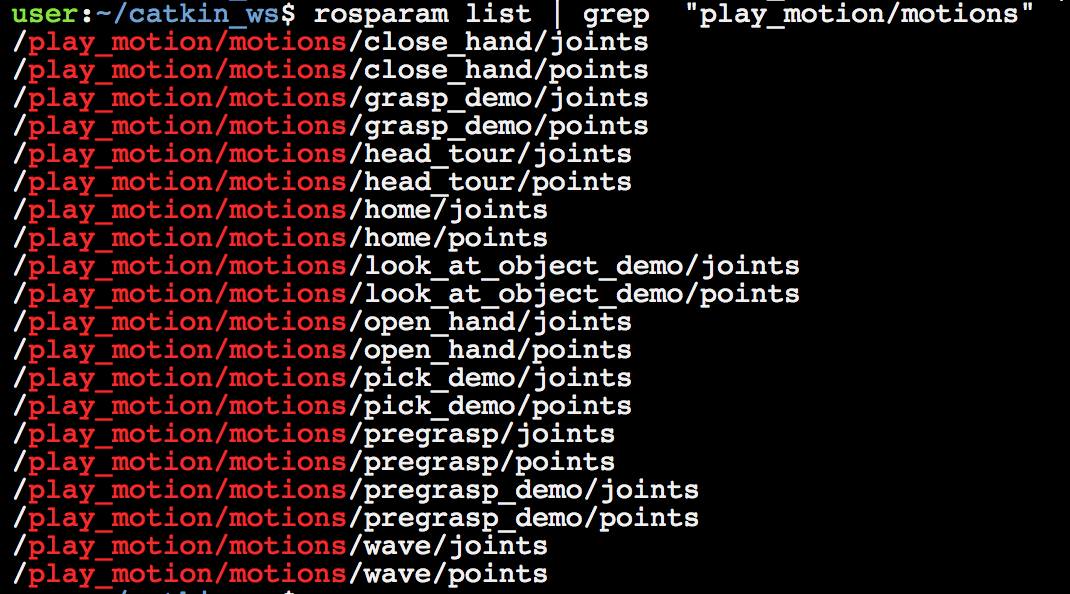 user:~/catkin_ws$ rosparam list | grep  "play_motion/motions"
/play_motion/motions/close_hand/joints
/play_motion/motions/close_hand/points
/play_motion/motions/grasp_demo/joints
/play_motion/motions/grasp_demo/points
/play_motion/motions/head_tour/joints
/play_motion/motions/head_tour/points
/play_motion/motions/home/joints
/play_motion/motions/home/points
/play_motion/motions/look_at_object_demo/joints
/play_motion/motions/look_at_object_demo/points
/play_motion/motions/open_hand/joints
/play_motion/motions/open_hand/points
/play_motion/motions/pick_demo/joints
/play_motion/motions/pick_demo/points
/play_motion/motions/pregrasp/joints
/play_motion/motions/pregrasp/points
/play_motion/motions/pregrasp_demo/joints
/play_motion/motions/pregrasp_demo/points
/play_motion/motions/wave/joints
/play_motion/motions/wave/points